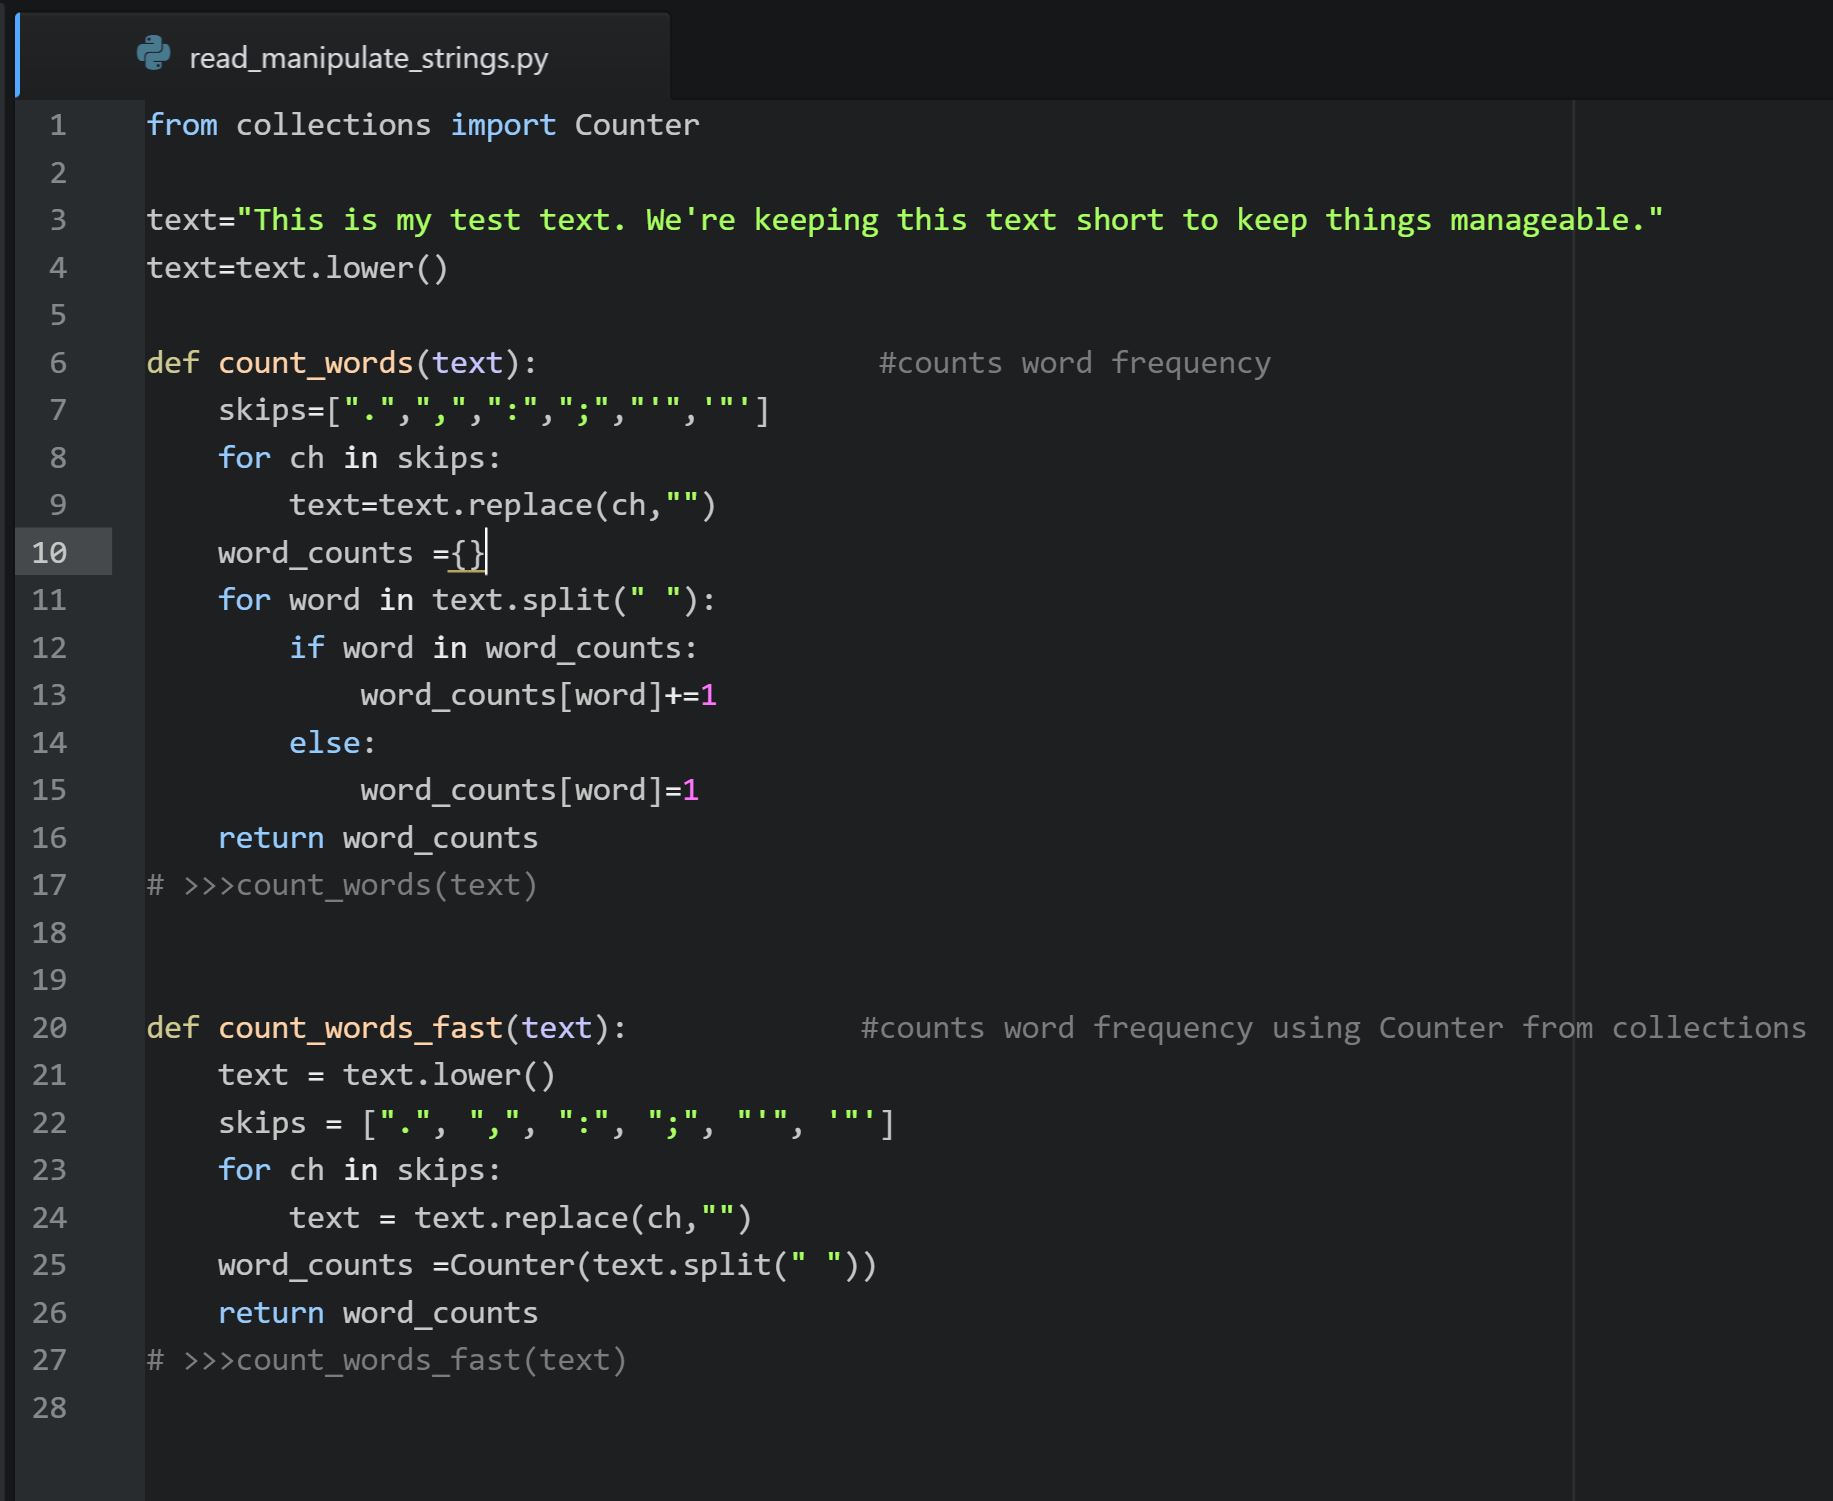 read_manipulate_strings.py
1 from collections import Counter
2
3 text="This is my test text. We're keeping this text short to keep things manageable."
4 text=text.lower()
5
6 def count_words(text):                   #counts word frequency
7     skips=[".",",",":",";","'",'"']
8     for ch in skips:
9         text=text.replace(ch,"")
10     word_counts ={}
11     for word in text.split(" "):
12         if word in word_counts:
13             word_counts[word]+=1
14         else:
15             word_counts[word]=1
16     return word_counts
17 # >>>count_words(text)
18
19
20 def count_words_fast(text):             #counts word frequency using Counter from collections
21     text = text.lower()
22     skips = [".", ",", ":", ";", "'", '"']
23     for ch in skips:
24         text = text.replace(ch,"")
25     word_counts =Counter(text.split(" "))
26     return word_counts
27 # >>>count_words_fast(text)
28